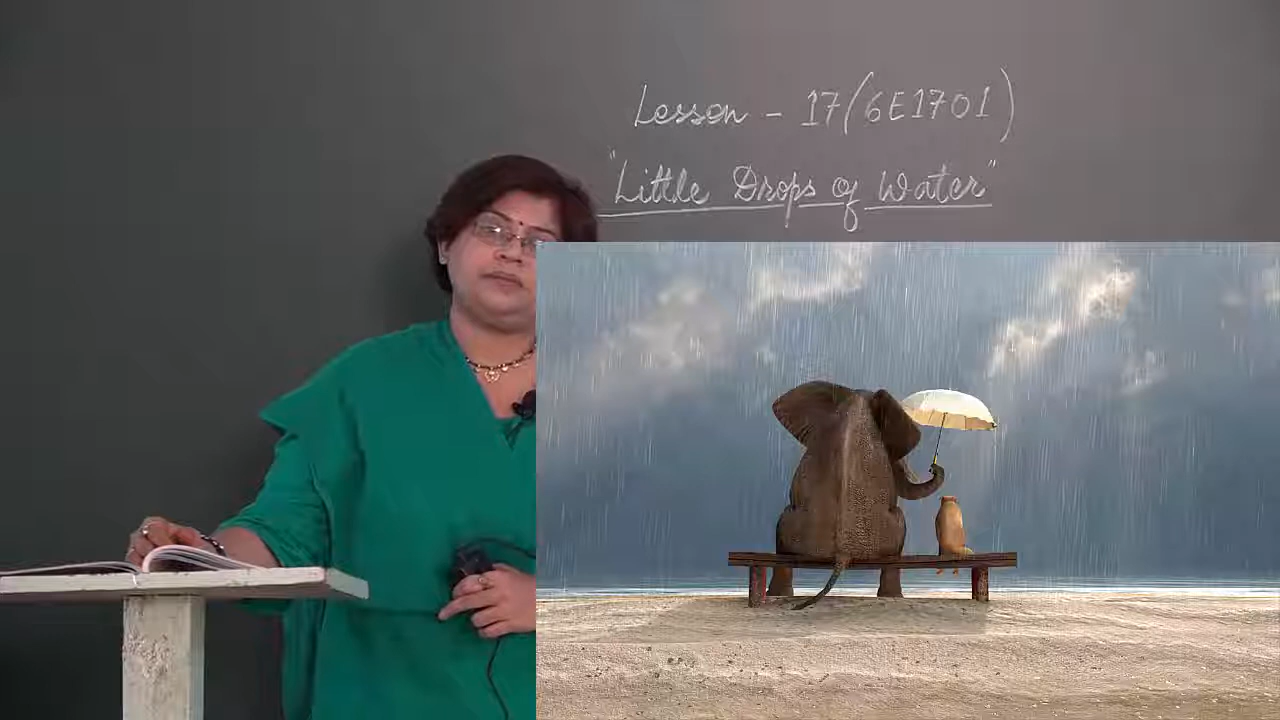 Lesson - 17(6E1701)
"Little Drops of Water"